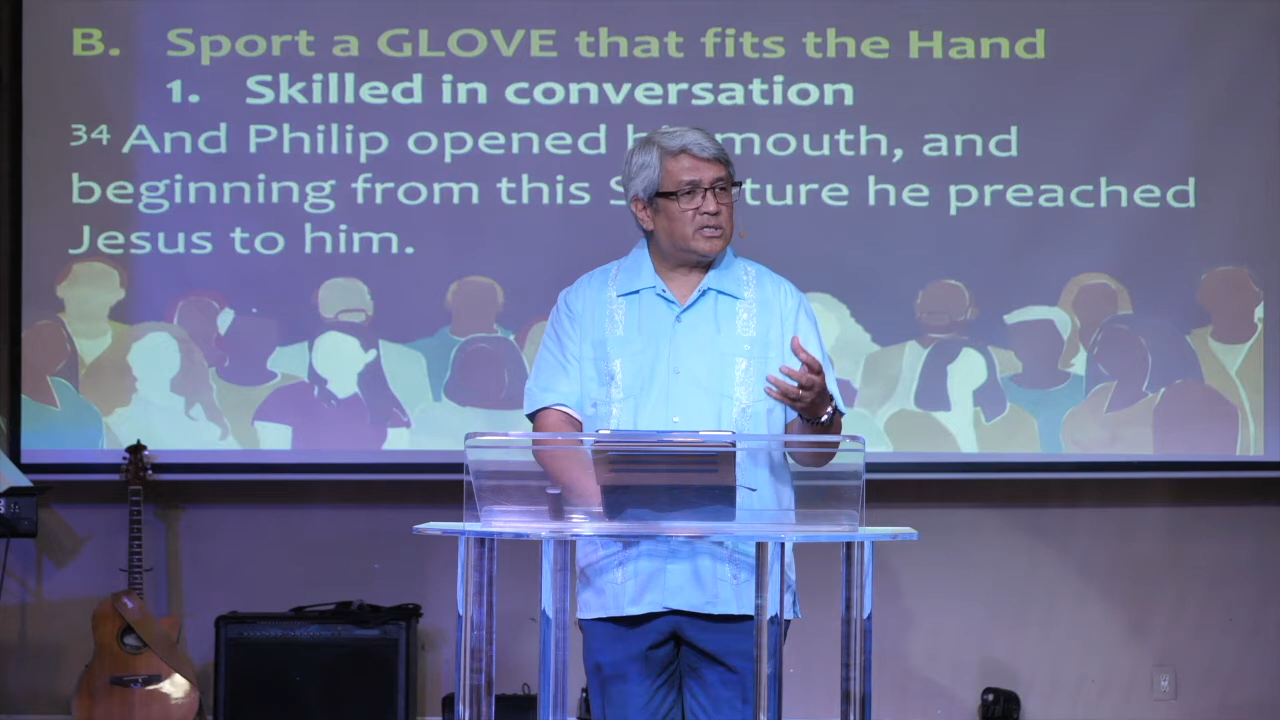 B. Sport a GLOVE that fits the Hand
1. Skilled in conversation
34 And Philip opened mouth, and
beginning from this he preached
Jesus to him.